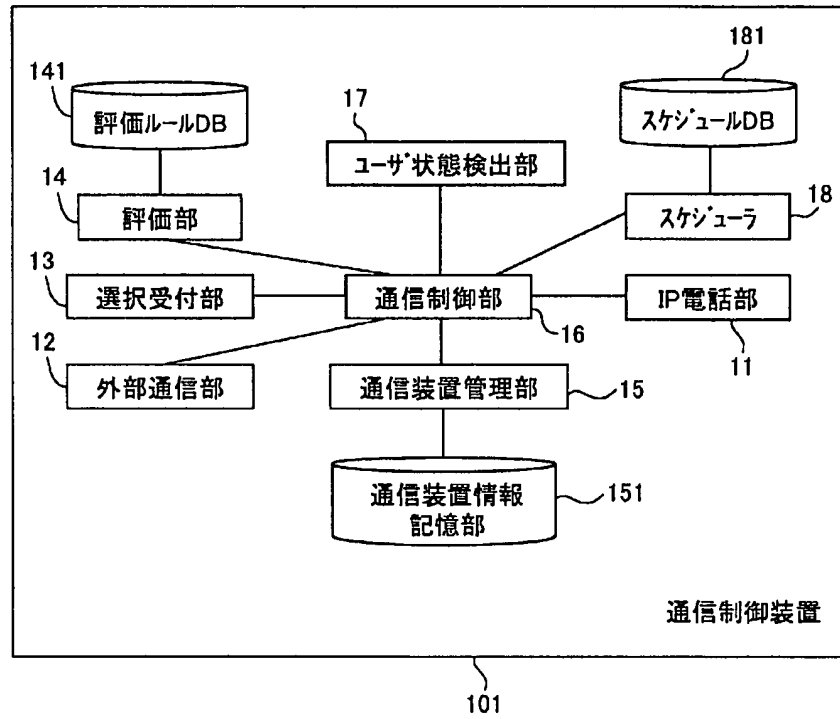 141
評価ルールDB
17
ユーザ状態検出部
181
スケジュールDB
14
評価部
スケジューラ
18
13
選択受付部
通信制御部
16
IP電話部
11
12
外部通信部
通信装置管理部
15
通信装置情報
記憶部
151
通信制御装置
101